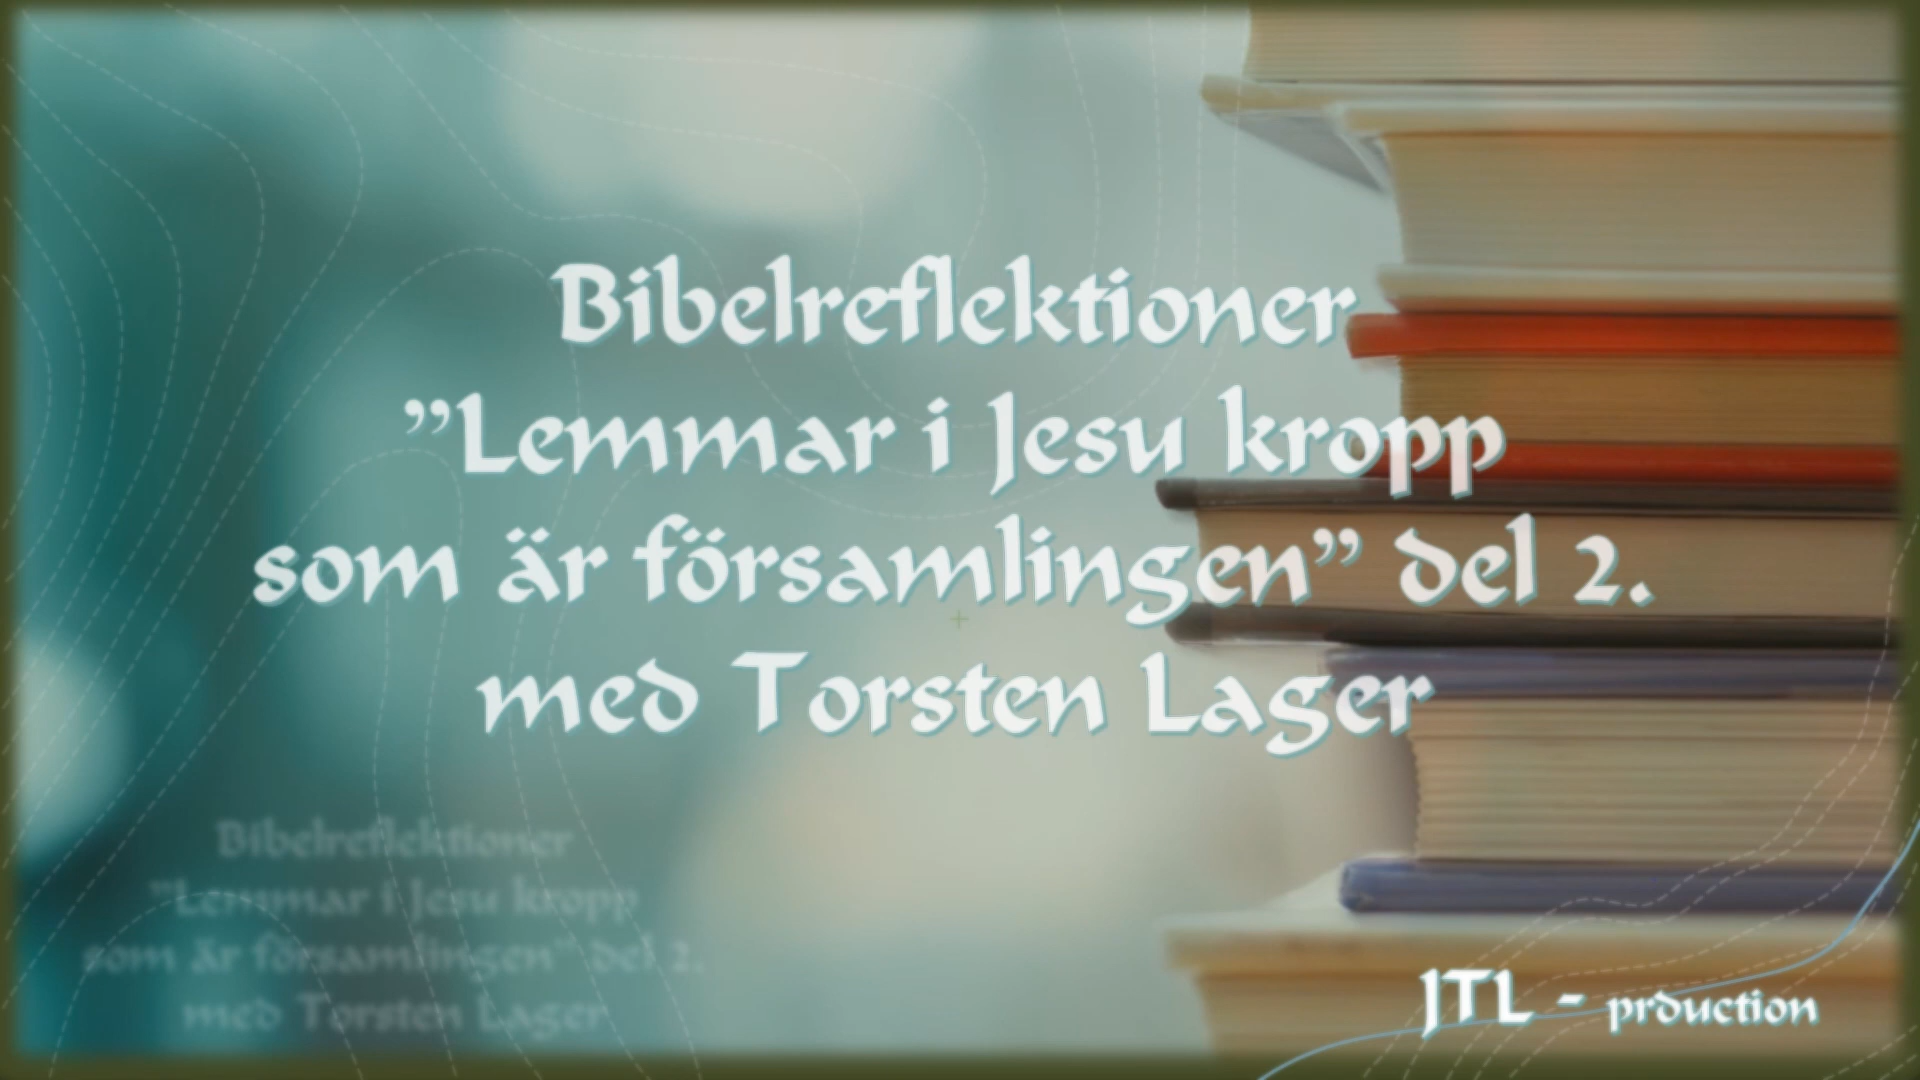 Bibelreflektioner
”Lemmar i Jesu kropp
som är församlingen” del 2.
med Torsten Lager
Bibelreflektioner
”Lemmar i Jesu kropp
som är församlingen” del 2.
med Torsten Lager
JTL - prduction